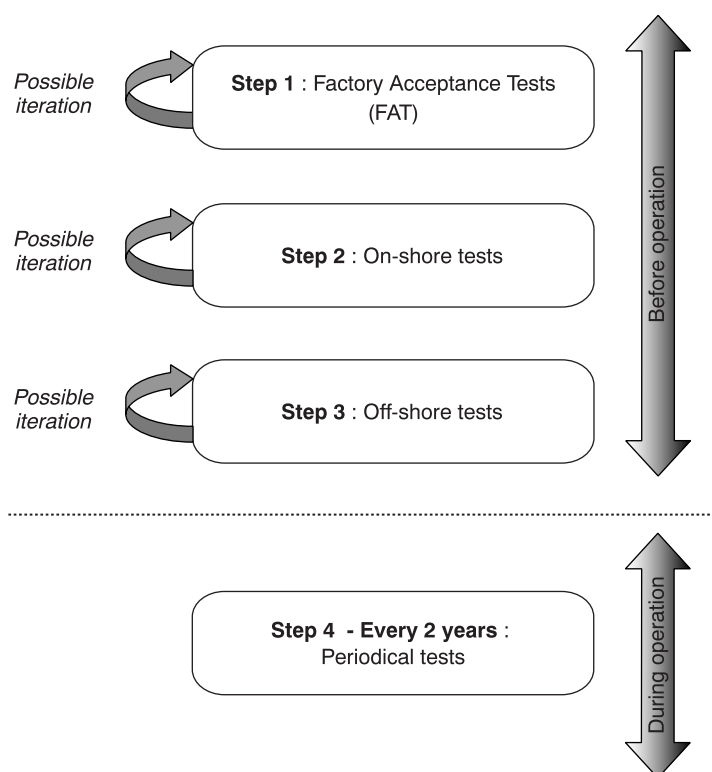 Possible
iteration
Step 1 : Factory Acceptance Tests
(FAT)
Possible
iteration
Step 2 : On-shore tests
Possible
iteration
Step 3 : Off-shore tests
Before operation
Step 4 - Every 2 years :
Periodical tests
During operation